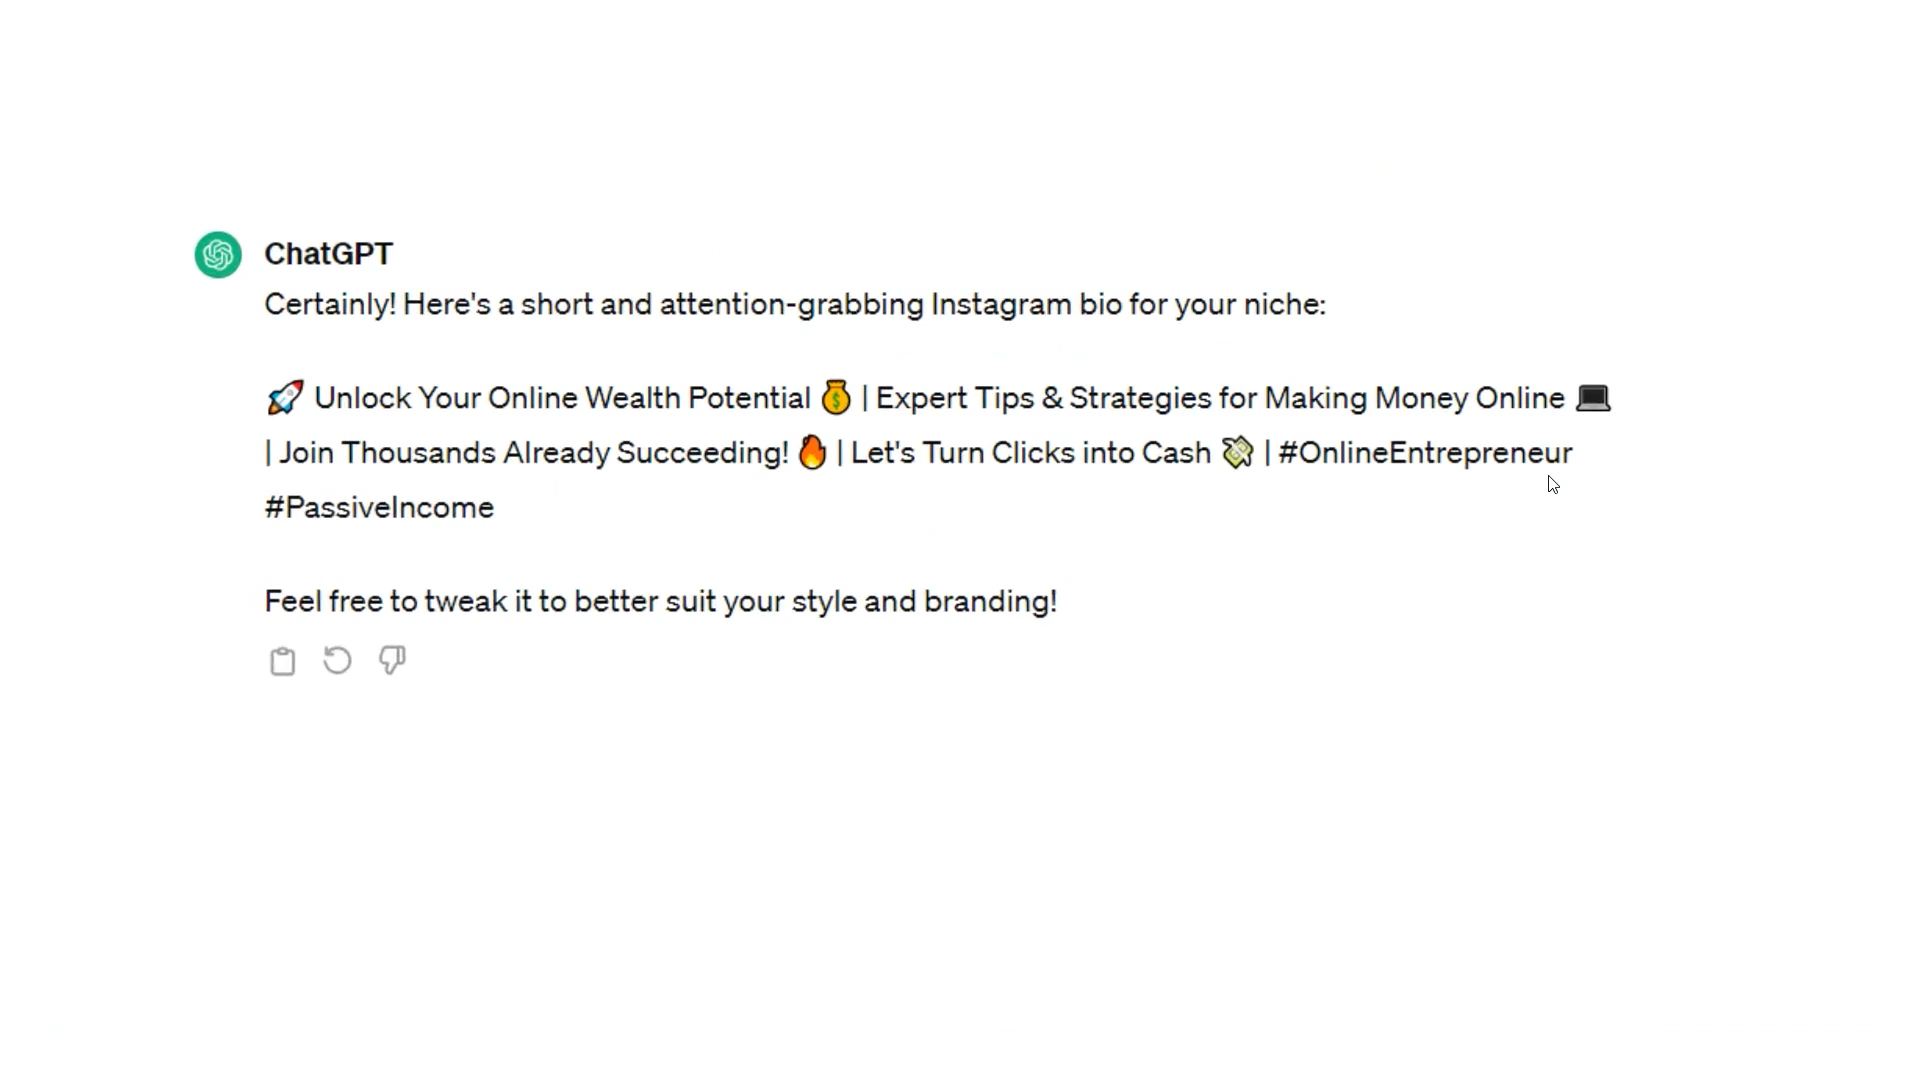 ChatGPT
Certainly! Here's a short and attention-grabbing Instagram bio for your niche:
🚀 Unlock Your Online Wealth Potential 💰 | Expert Tips & Strategies for Making Money Online 💻
| Join Thousands Already Succeeding! 🔥 | Let's Turn Clicks into Cash 💸 | #OnlineEntrepreneur
#PassiveIncome
Feel free to tweak it to better suit your style and branding!